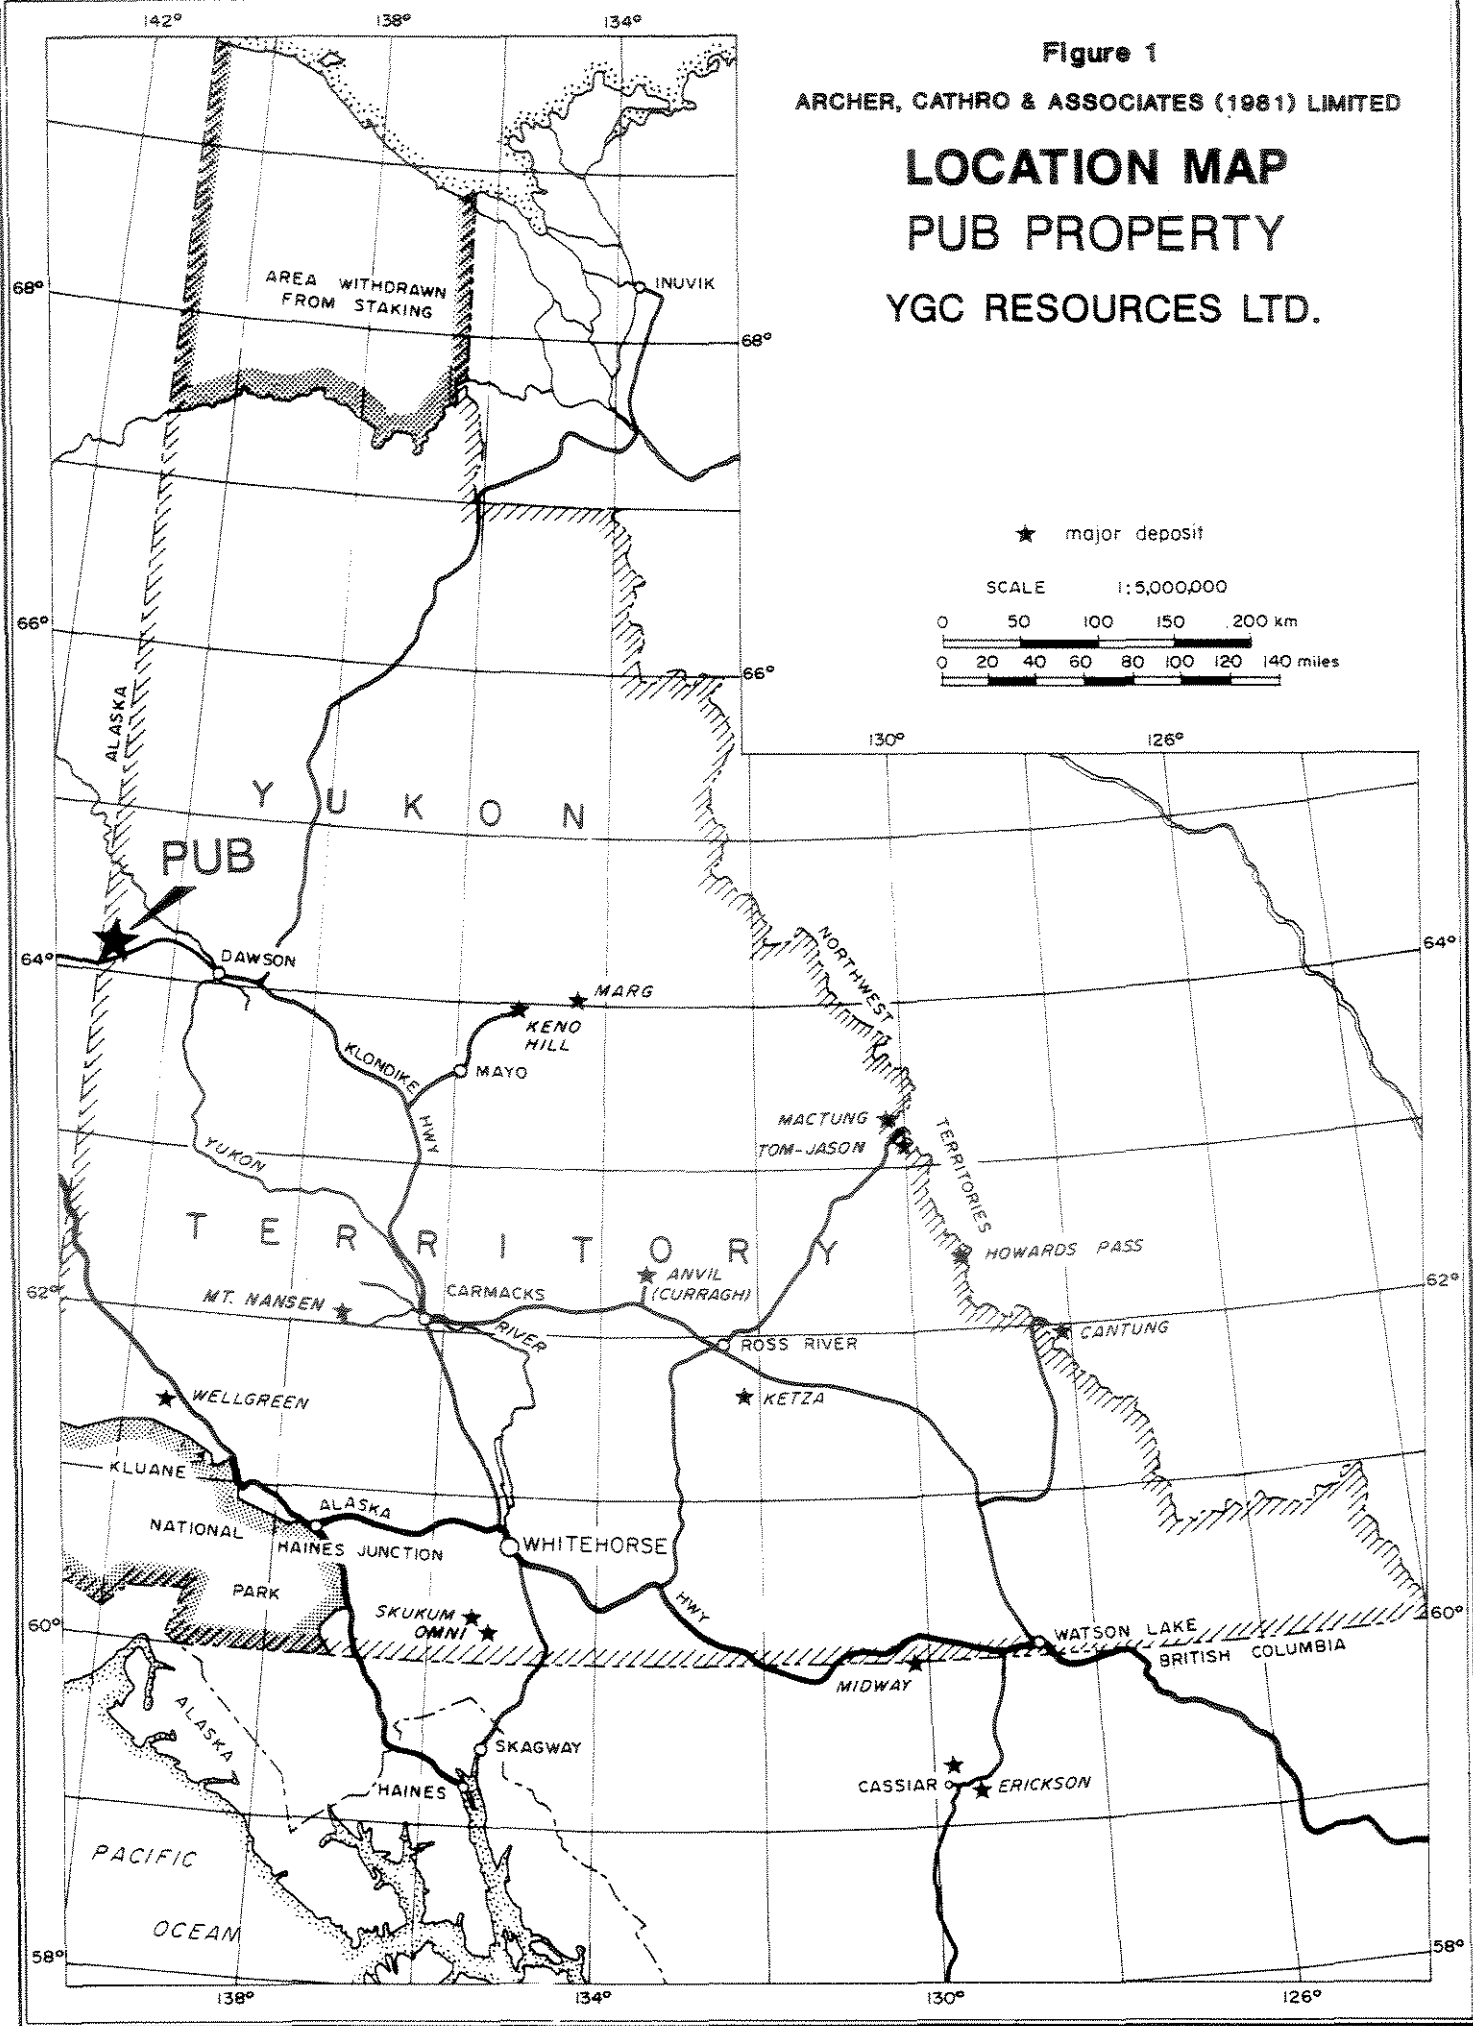 142°
138°
134°
Figure 1
ARCHER, CATHRO & ASSOCIATES (1981) LIMITED
LOCATION MAP
PUB PROPERTY
YGC RESOURCES LTD.
AREA WITHDRAWN
FROM STAKING
INUVIK
68°
68°
★ major deposit
SCALE 1:5,000,000
0 50 100 150 200 km
0 20 40 60 80 100 120 140 miles
66°
66°
ALASKA
130°
126°
YUKON
PUB
DAWSON
64°
64°
NORTHWEST
MARG
KENO
HILL
KLONDIKE
MAYO
HWY
MACTUNG
TOM-JASON
TERRITORIES
YUKON
TERRITORY
HOWARDS PASS
62°
62°
MT. NANSEN
CARMACKS
ANVIL
(CURRAGH)
RIVER
CANTUNG
ROSS RIVER
WELLGREEN
KETZA
KLUANE
ALASKA
NATIONAL
HAINES JUNCTION
WHITEHORSE
PARK
HWY
SKUKUM
OMNI
60°
60°
WATSON LAKE
BRITISH COLUMBIA
MIDWAY
ALASKA
SKAGWAY
HAINES
CASSIAR
ERICKSON
PACIFIC
OCEAN
58°
58°
138°
134°
130°
126°